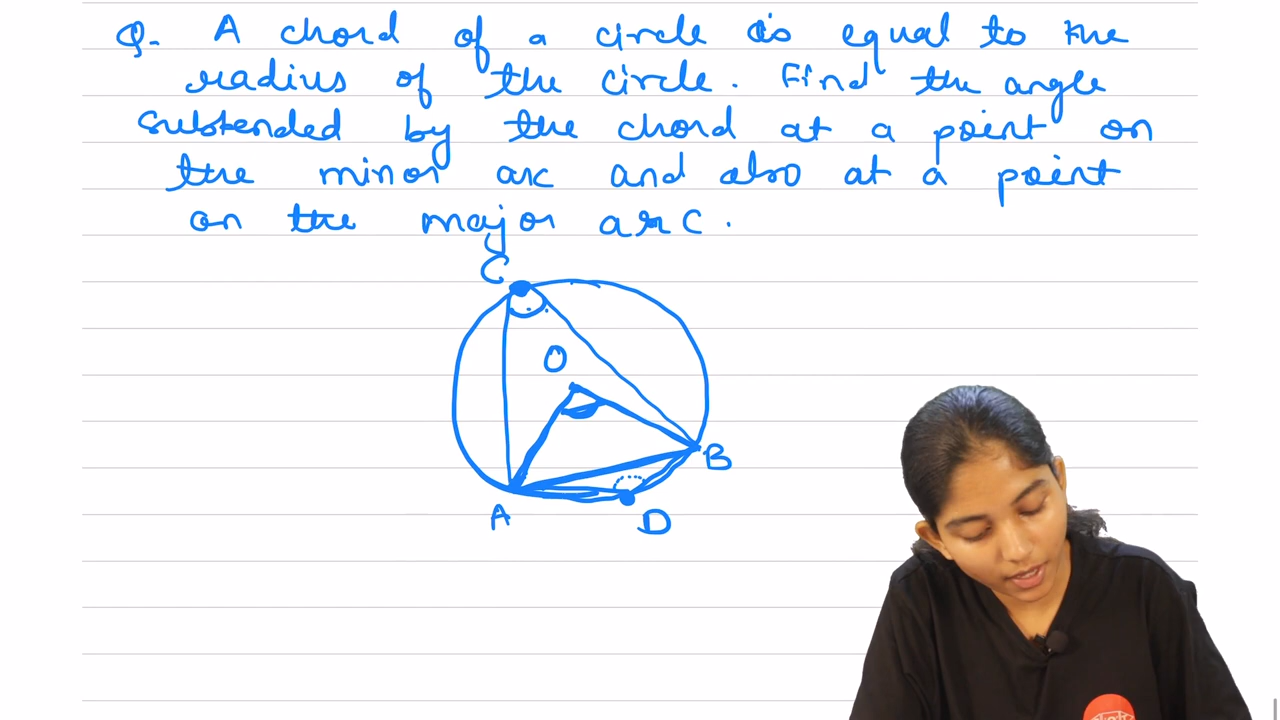 Q. A chord of a circle is equal to the
radius of the circle. Find the angle
subtended by the chord at a point on
the minor arc and also at a point
on the major arc.
C
O
B
A
D